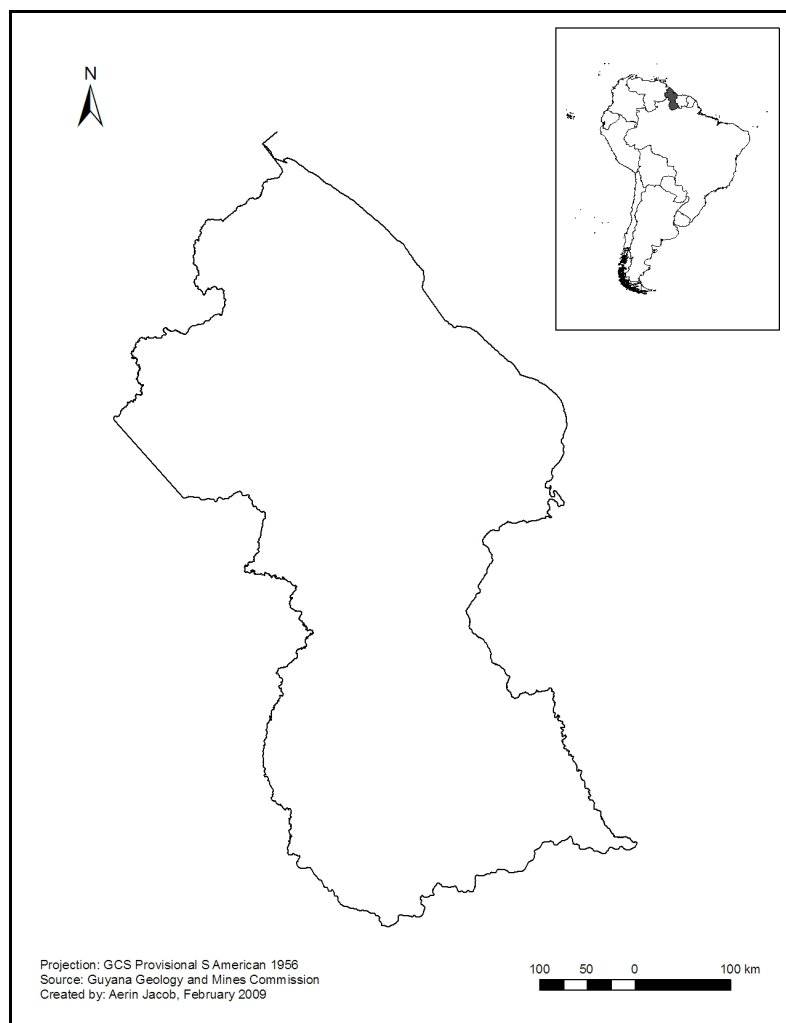 N
Projection: GCS Provisional S American 1956
Source: Guyana Geology and Mines Commission
Created by: Aerin Jacob, February 2009
100 50 0 100 km